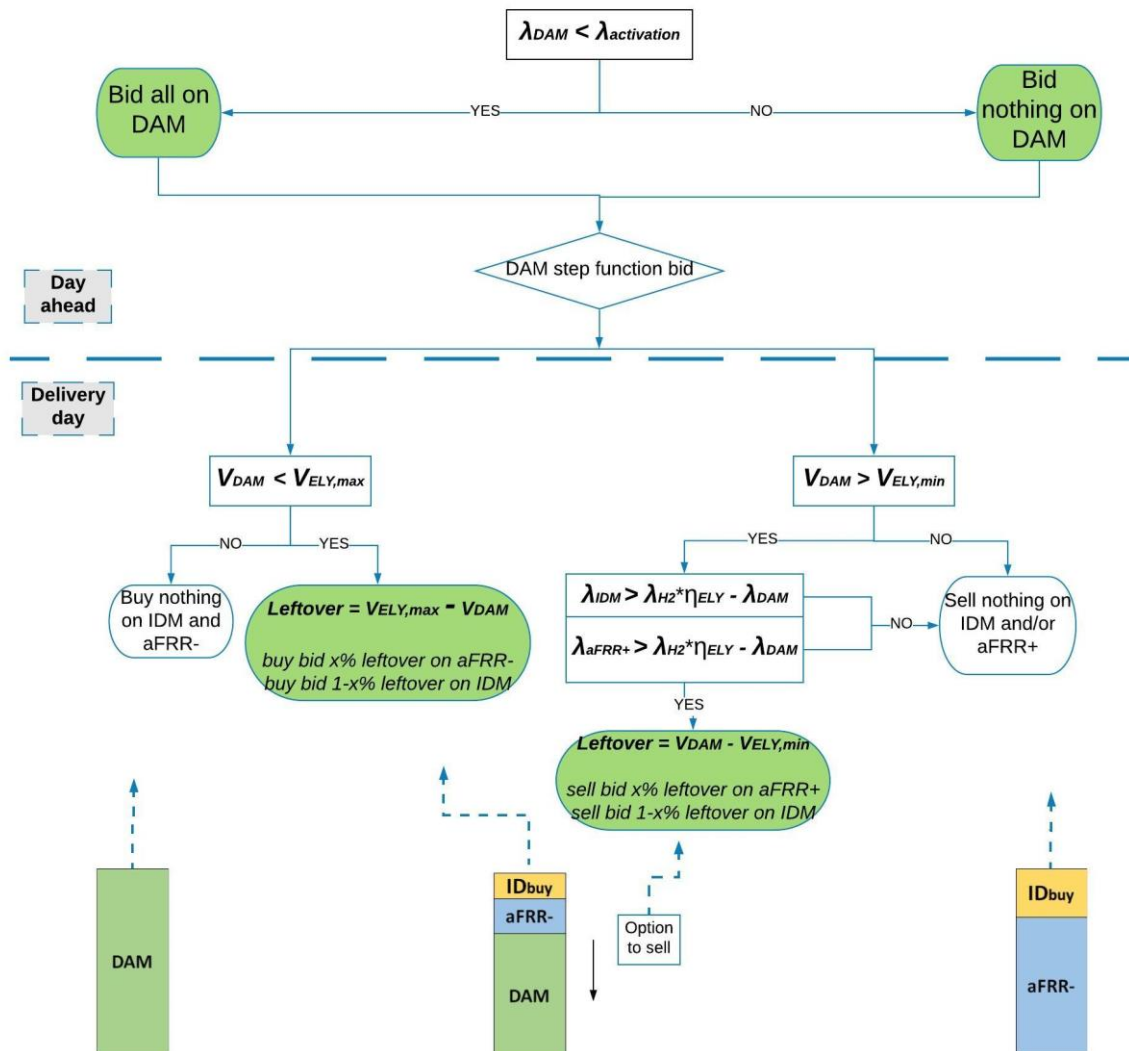 λDAM < λactivation
Bid all on
DAM
YES
NO
Bid
nothing on
DAM
DAM step function bid
Day
ahead
Delivery
day
VDAM < VELY,max
VDAM > VELY,min
NO
YES
YES
NO
Buy nothing
on IDM and
aFRR-
Leftover = VELY,max - VDAM
buy bid x% leftover on aFRR-
buy bid 1-x% leftover on IDM
λIDM > λH2*ηELY - λDAM
λaFRR+ > λH2*ηELY - λDAM
NO
Sell nothing on
IDM and/or
aFRR+
YES
Leftover = VDAM - VELY,min
sell bid x% leftover on aFRR+
sell bid 1-x% leftover on IDM
DAM
IDbuy
aFRR-
DAM
Option
to sell
IDbuy
aFRR-